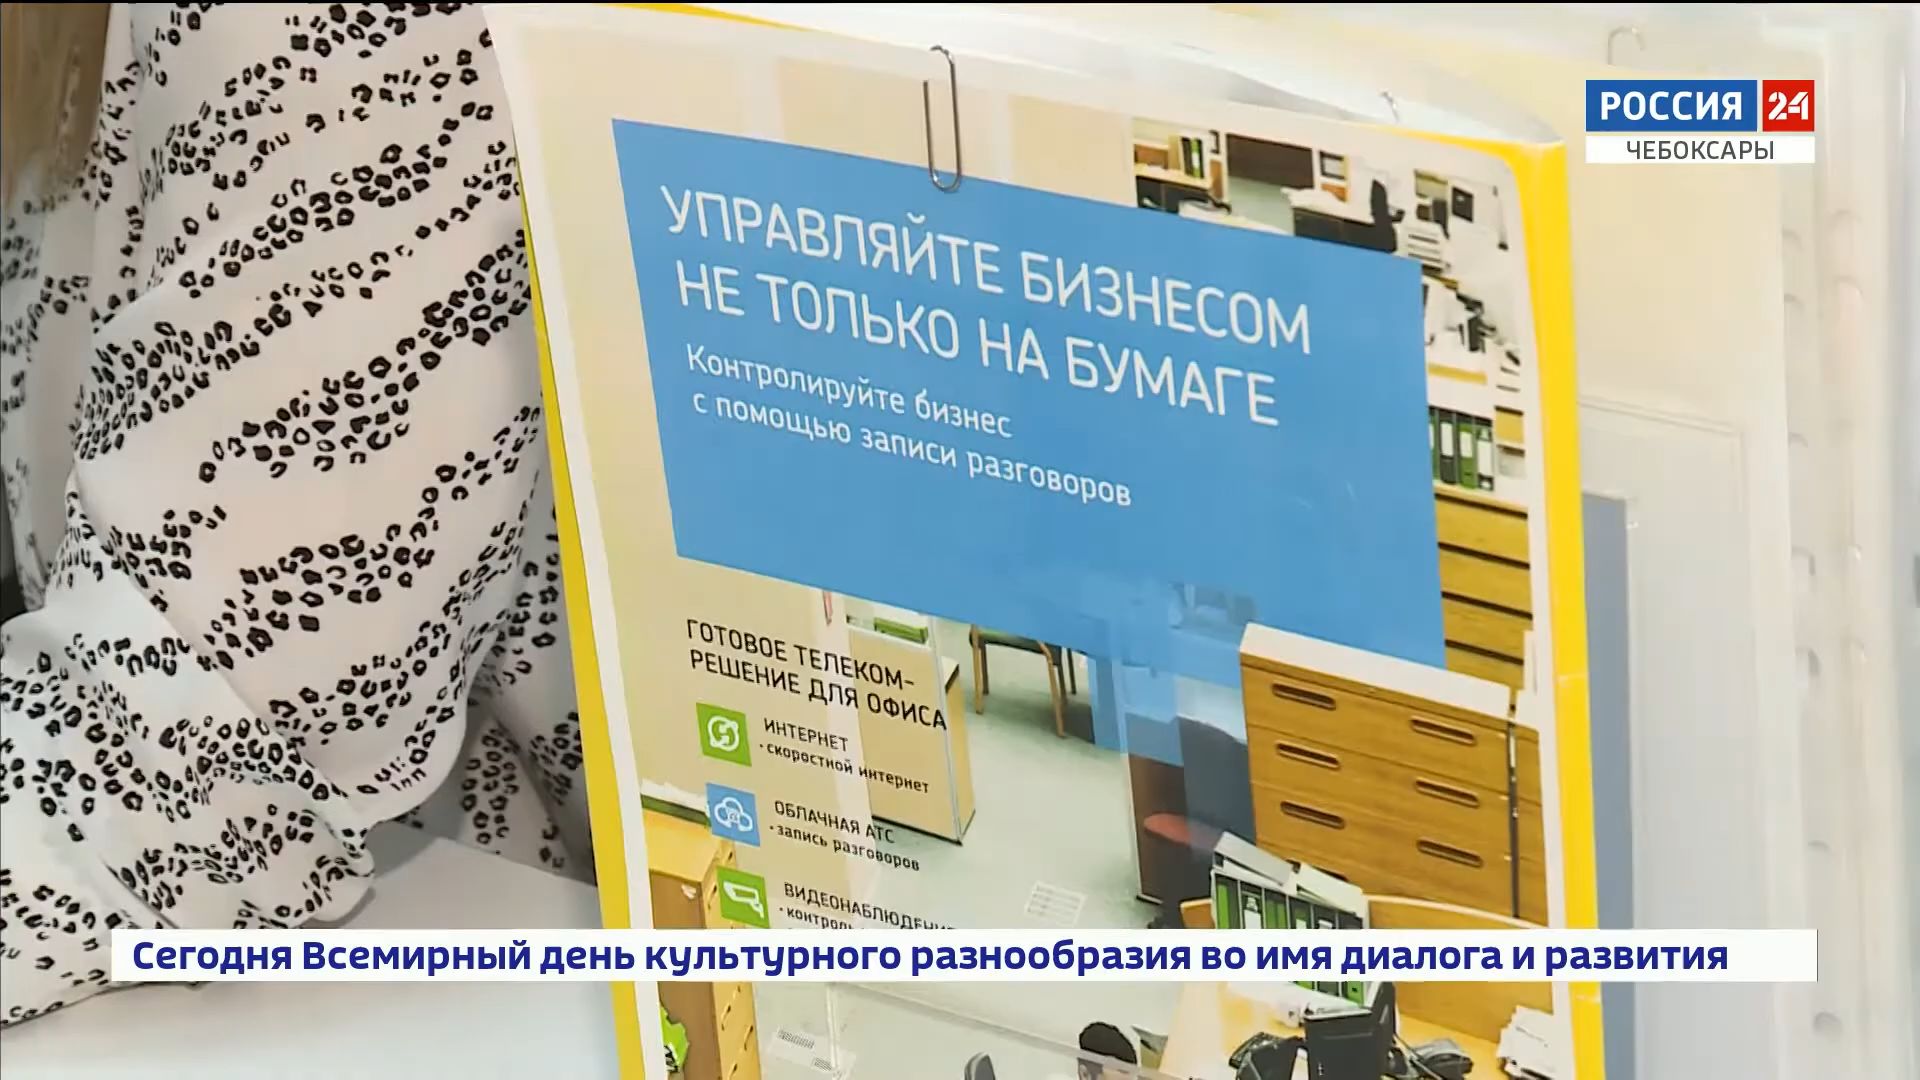 РОССИЯ 24
ЧЕБОКСАРЫ
УПРАВЛЯЙТЕ БИЗНЕСОМ
НЕ ТОЛЬКО НА БУМАГЕ
Контролируйте бизнес
с помощью записи разговоров
ГОТОВОЕ ТЕЛЕКОМ-
РЕШЕНИЕ ДЛЯ ОФИСА
ИНТЕРНЕТ
· скоростной интернет
ОБЛАЧНАЯ АТС
· запись разговоров
ВИДЕОНАБЛЮДЕНИЕ
Сегодня Всемирный день культурного разнообразия во имя диалога и развития